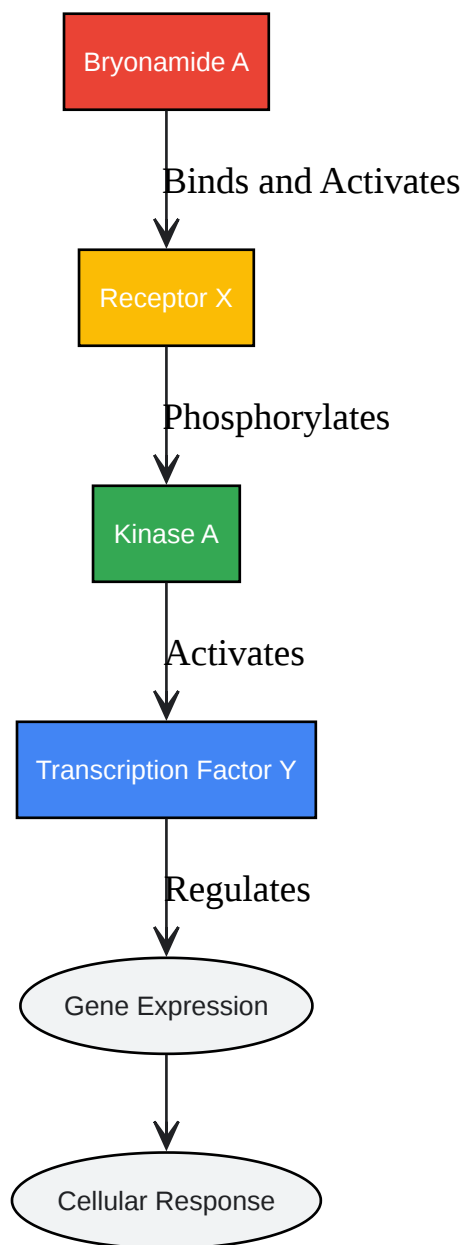 Bryonamide A
Binds and Activates
Receptor X
Phosphorylates
Kinase A
Activates
Transcription Factor Y
Regulates
Gene Expression
Cellular Response